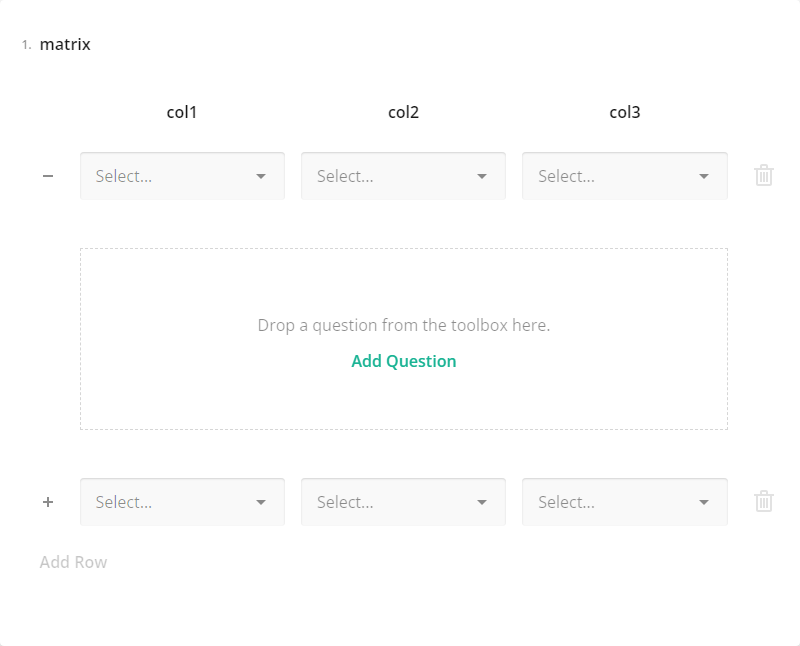 1. matrix
col1 col2 col3
Select... Select... Select...
Drop a question from the toolbox here.
Add Question
Select... Select... Select...
Add Row